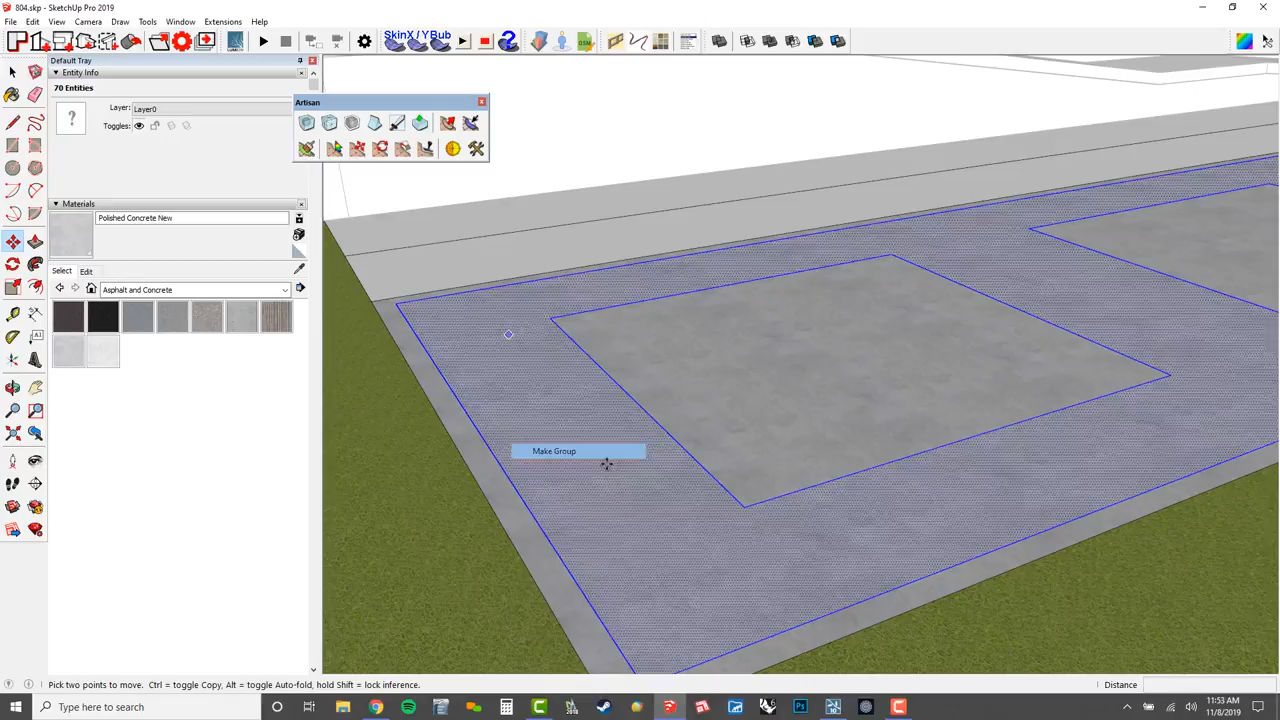 804.skp - SketchUp Pro 2019
File Edit View Camera Draw Tools Window Extensions Help
SkinX / YBub
Default Tray
Entity Info
70 Entities
Layer: Layer0
Toggles:
Artisan
Materials
Polished Concrete New
Select Edit
Asphalt and Concrete
Make Group
Pick two points to move. Ctrl = toggle Copy, Alt = toggle Auto-fold, hold Shift = lock inference.
Distance
Type here to search
11:53 AM
11/8/2019